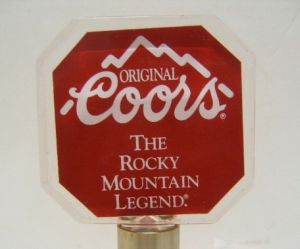 ORIGINAL
Coors®
THE
ROCKY
MOUNTAIN
LEGEND.®